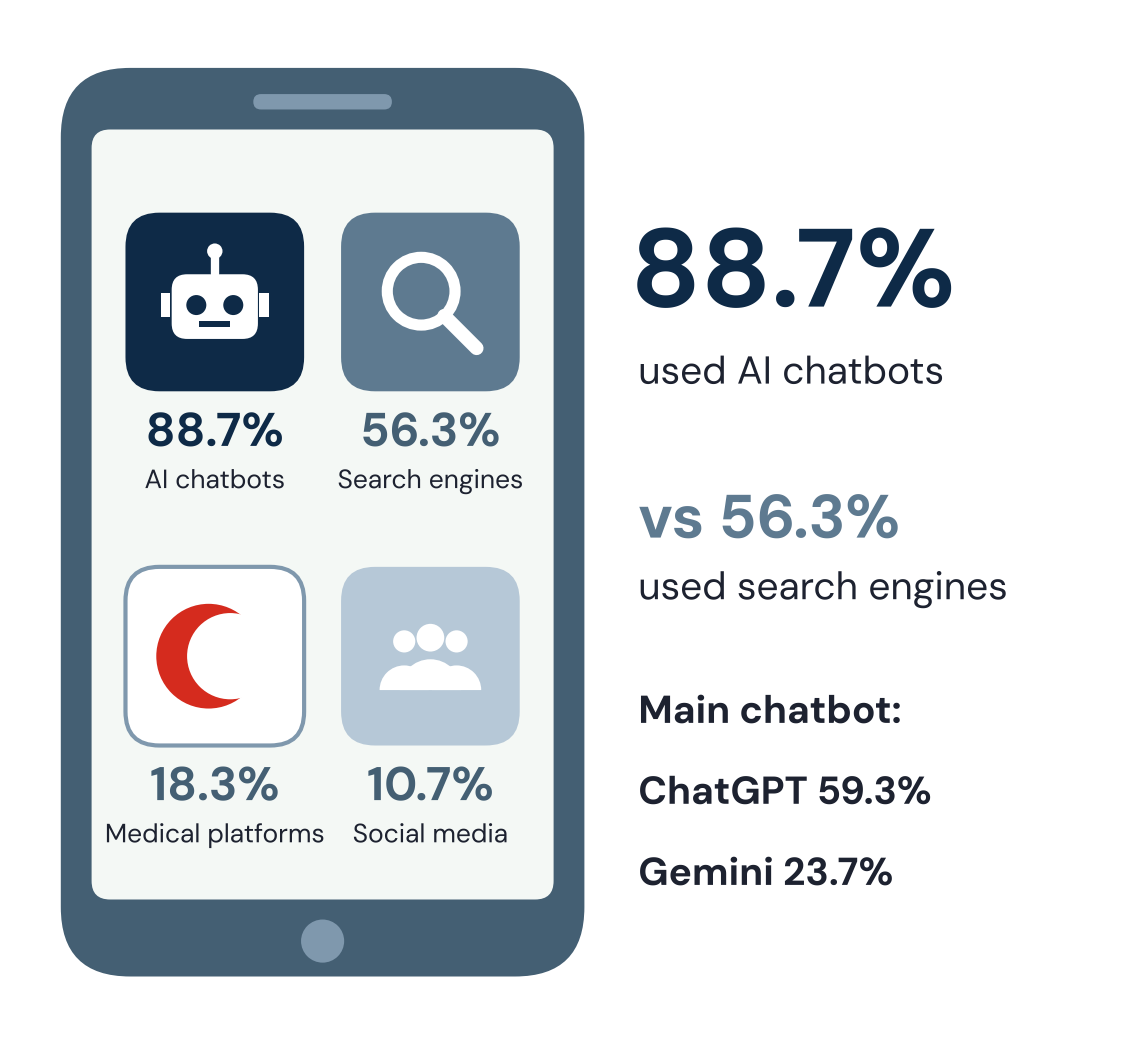 88.7%
AI chatbots
56.3%
Search engines
18.3%
Medical platforms
10.7%
Social media
88.7%
used AI chatbots
vs 56.3%
used search engines
Main chatbot:
ChatGPT 59.3%
Gemini 23.7%